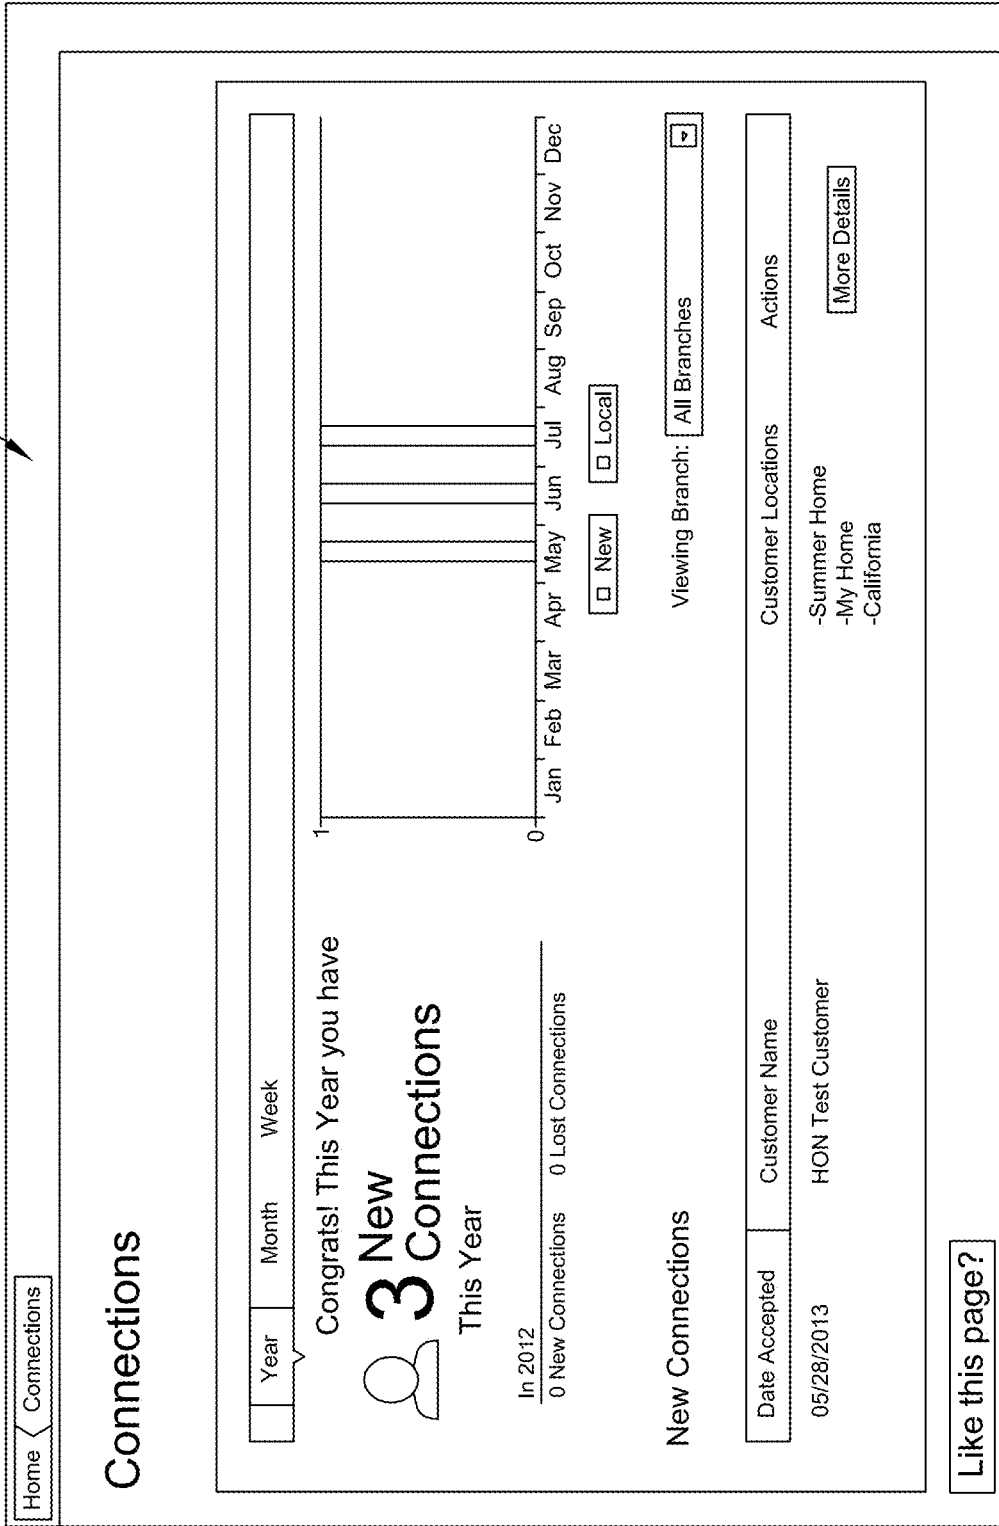 Home Connections
Connections
Year Month Week
Congrats! This Year you have
3 New
Connections
This Year
In 2012
0 New Connections 0 Lost Connections
1
0
Jan Feb Mar Apr May Jun Jul Aug Sep Oct Nov Dec
New Local
New Connections
Viewing Branch: All Branches
Date Accepted Customer Name Customer Locations Actions
05/28/2013 HON Test Customer -Summer Home More Details
-My Home
-California
Like this page?